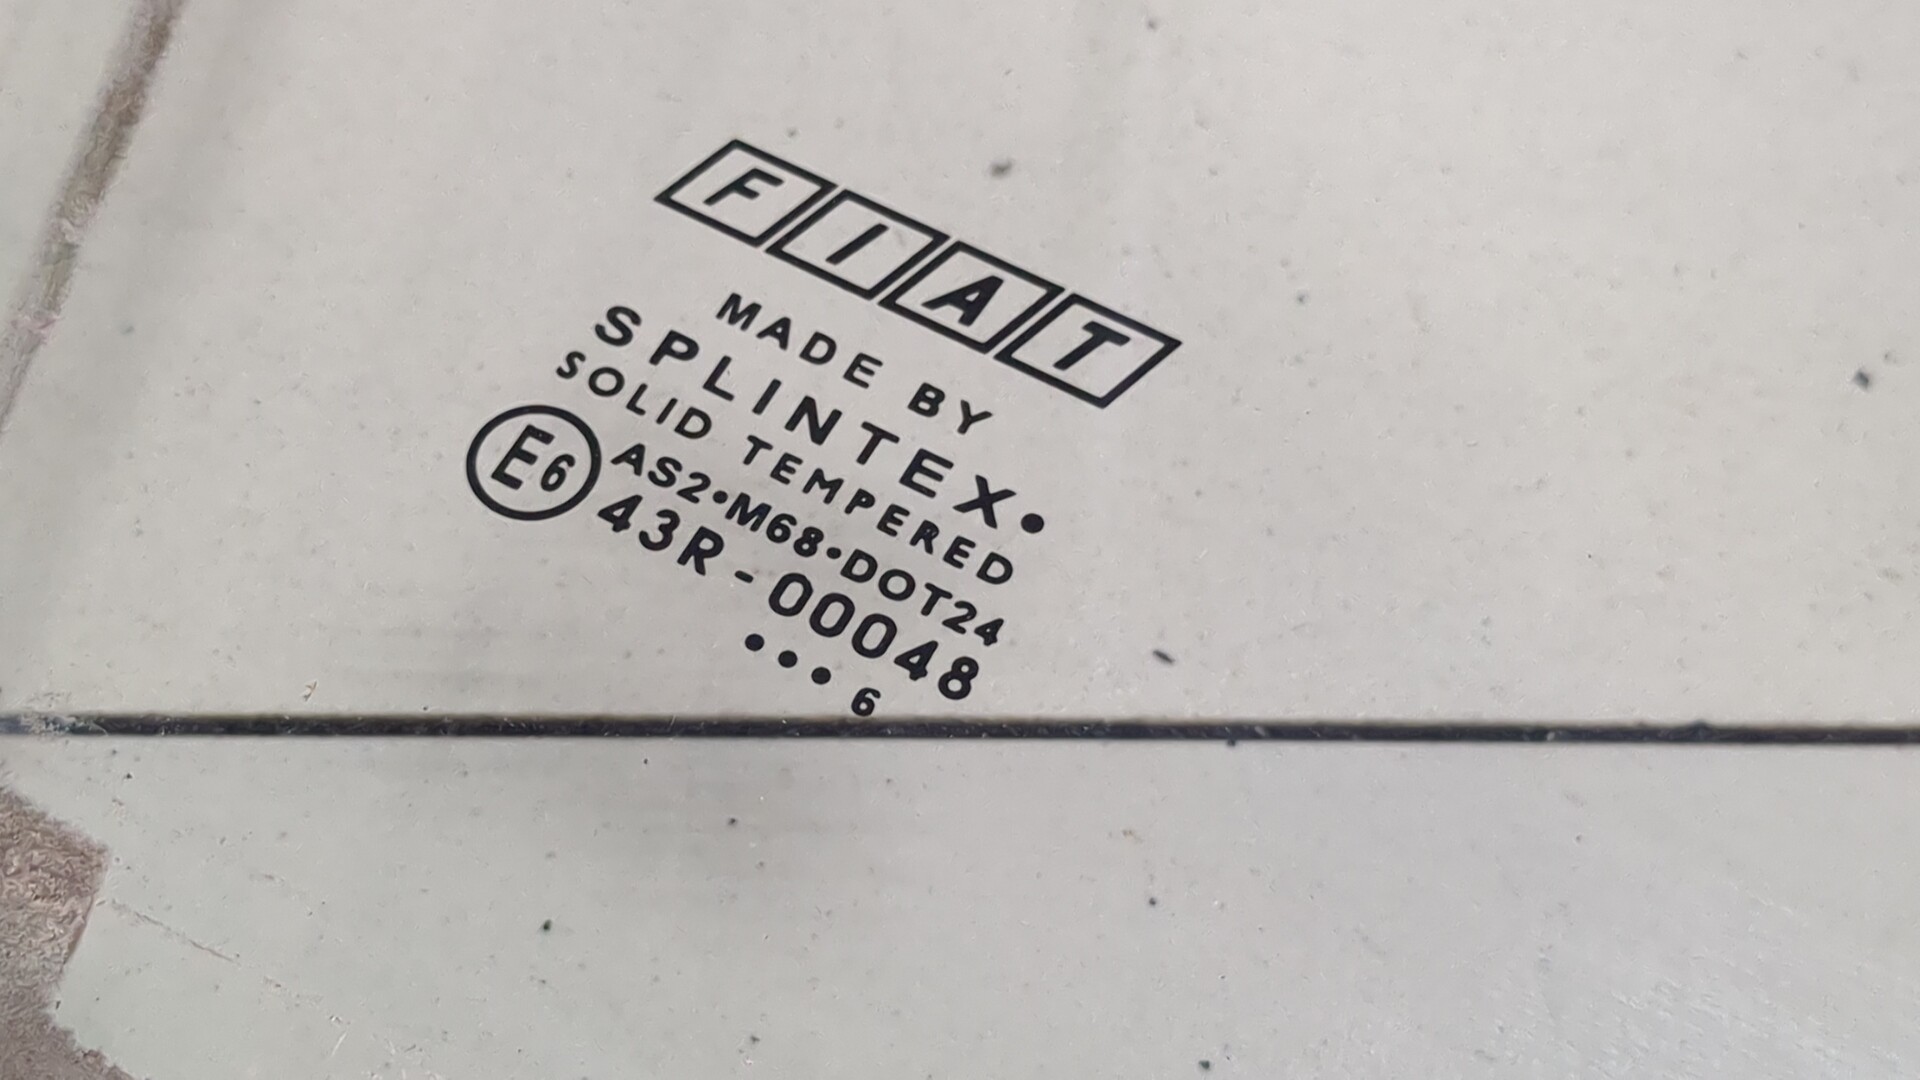 FIAT
MADE BY
SPLINTEX•
SOLID TEMPERED
E6 AS2•M68•DOT24
43R-00048
•••6